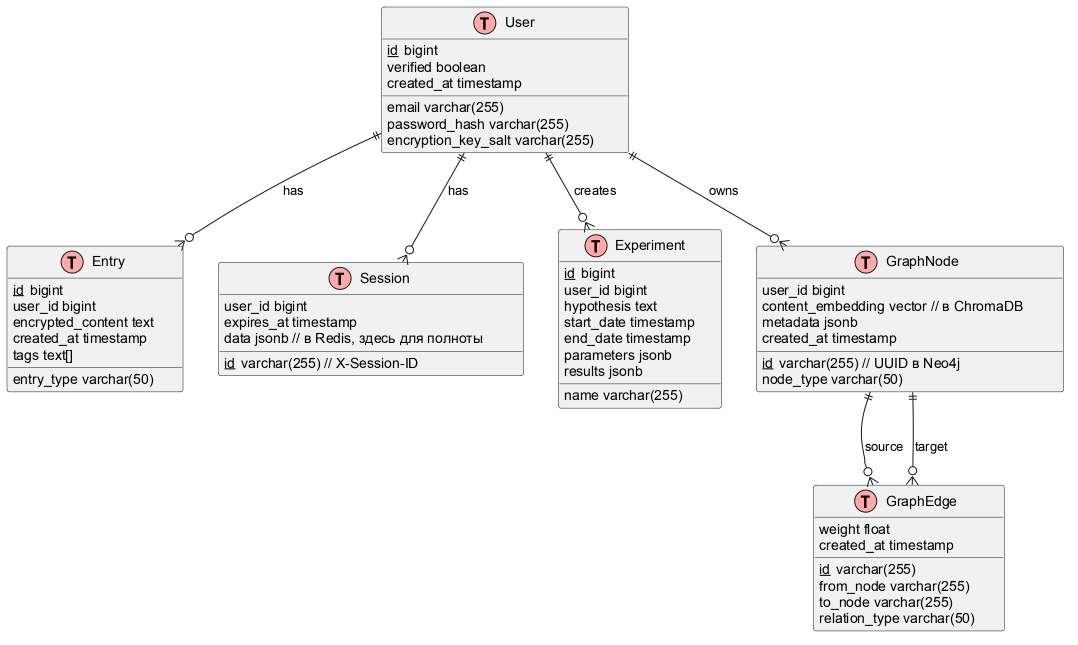 T User
id bigint
verified boolean
created_at timestamp
email varchar(255)
password_hash varchar(255)
encryption_key_salt varchar(255)
has
has
creates
owns
T Entry
id bigint
user_id bigint
encrypted_content text
created_at timestamp
tags text[]
entry_type varchar(50)
T Session
user_id bigint
expires_at timestamp
data jsonb // в Redis, здесь для полноты
id varchar(255) // X-Session-ID
T Experiment
id bigint
user_id bigint
hypothesis text
start_date timestamp
end_date timestamp
parameters jsonb
results jsonb
name varchar(255)
T GraphNode
user_id bigint
content_embedding vector // в ChromaDB
metadata jsonb
created_at timestamp
id varchar(255) // UUID в Neo4j
node_type varchar(50)
source
target
T GraphEdge
weight float
created_at timestamp
id varchar(255)
from_node varchar(255)
to_node varchar(255)
relation_type varchar(50)